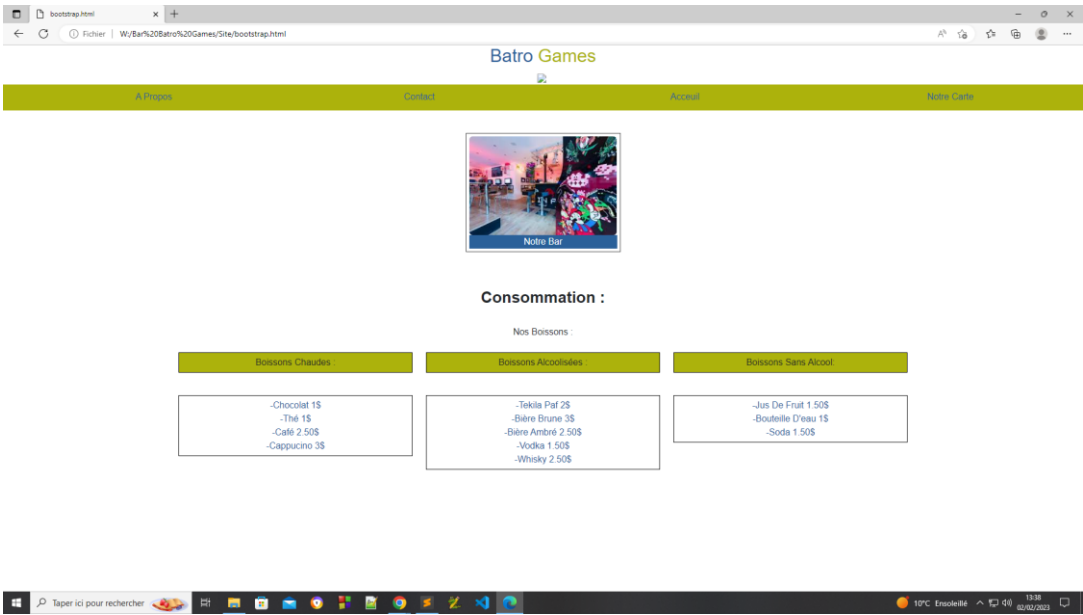 bootstrap.html
Fichier | W:/Bar%20Batro%20Games/Site/bootstrap.html
Batro Games
A Propos Contact Acceuil Notre Carte
Notre Bar
Consommation :
Nos Boissons :
Boissons Chaudes : Boissons Alcoolisées : Boissons Sans Alcool:
-Chocolat 1$
-Thé 1$
-Café 2.50$
-Cappucino 3$
-Tekila Paf 2$
-Bière Brune 3$
-Bière Ambré 2.50$
-Vodka 1.50$
-Whisky 2.50$
-Jus De Fruit 1.50$
-Bouteille D'eau 1$
-Soda 1.50$
Taper ici pour rechercher
10°C Ensoleillé
13:38
02/02/2023